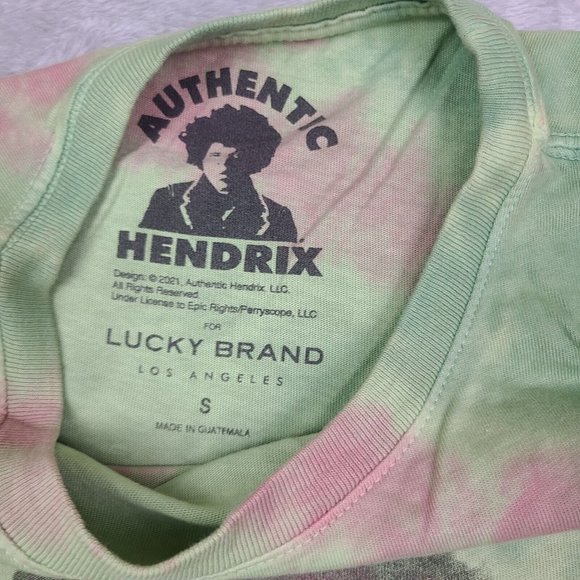 AUTHENTIC
HENDRIX
Design: © 2021, Authentic Hendrix, LLC.
All Rights Reserved.
Under License to Epic Rights/Perryscope, LLC
FOR
LUCKY BRAND
LOS ANGELES
S
MADE IN GUATEMALA